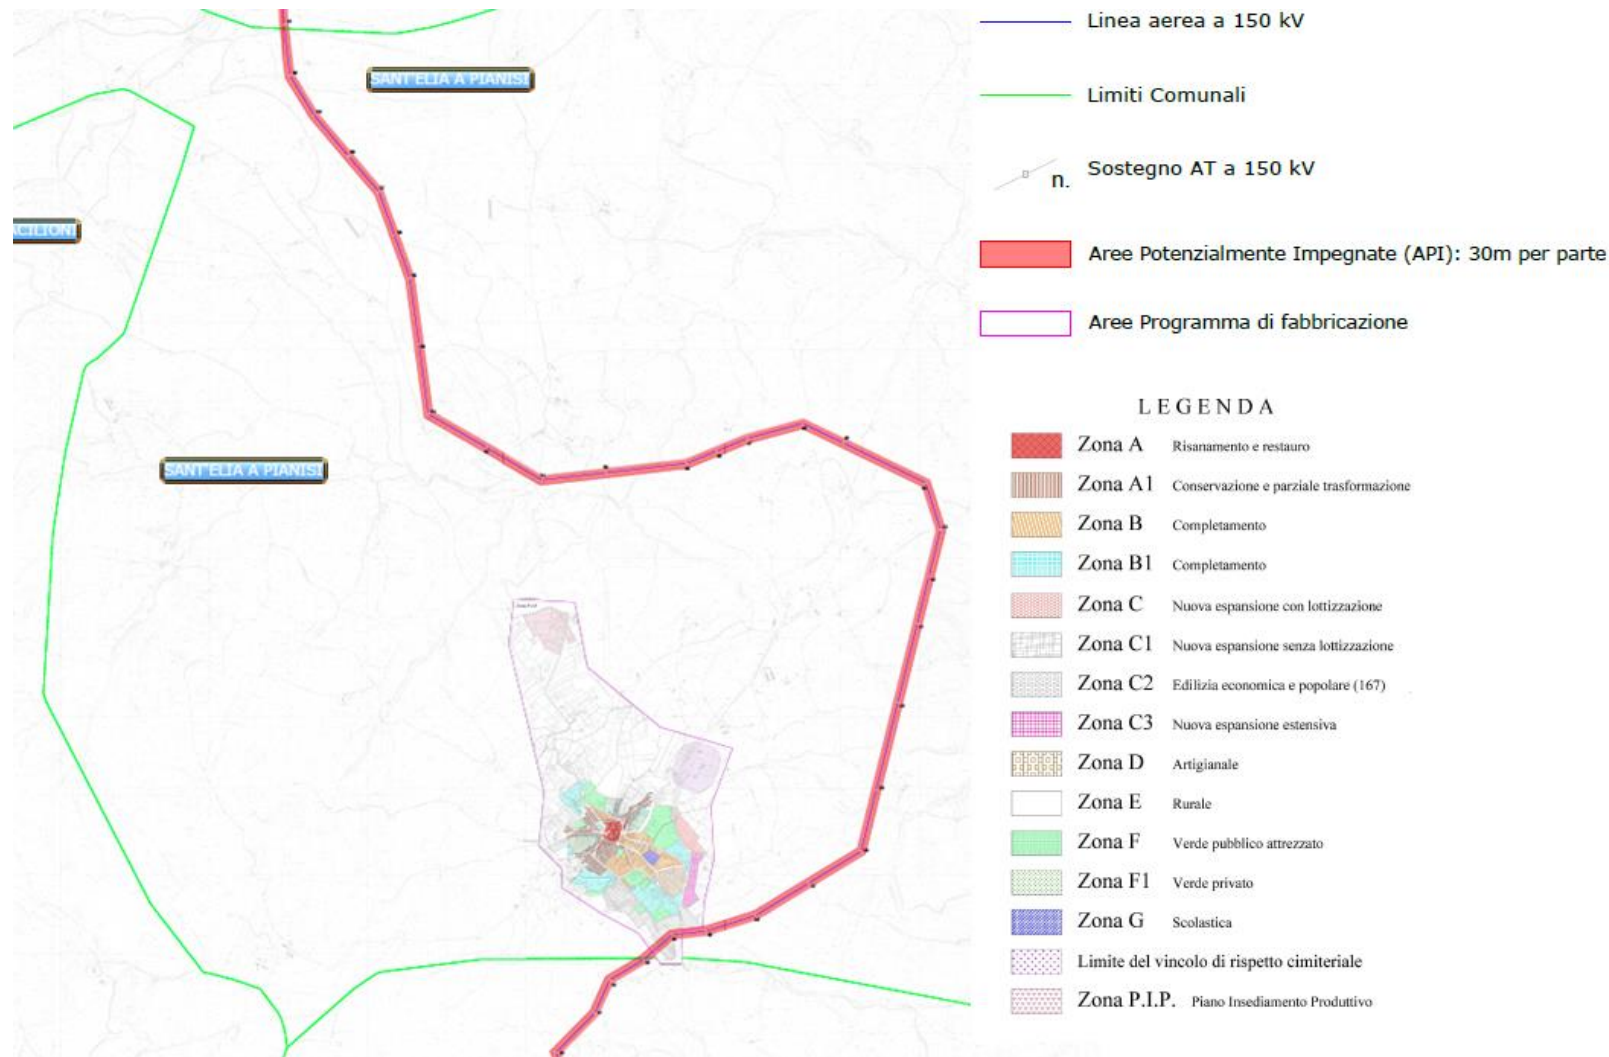 SANT'ELIA A PIANISI
SANT'ELIA A PIANISI
Linea aerea a 150 kV
Limiti Comunali
n. Sostegno AT a 150 kV
Aree Potenzialmente Impegnate (API): 30m per parte
Aree Programma di fabbricazione
LEGENDA
Zona A Risanamento e restauro
Zona A1 Conservazione e parziale trasformazione
Zona B Completamento
Zona B1 Completamento
Zona C Nuova espansione con lottizzazione
Zona C1 Nuova espansione senza lottizzazione
Zona C2 Edilizia economica e popolare (167)
Zona C3 Nuova espansione estensiva
Zona D Artigianale
Zona E Rurale
Zona F Verde pubblico attrezzato
Zona F1 Verde privato
Zona G Scolastica
Limite del vincolo di rispetto cimiteriale
Zona P.I.P. Piano Insediamento Produttivo